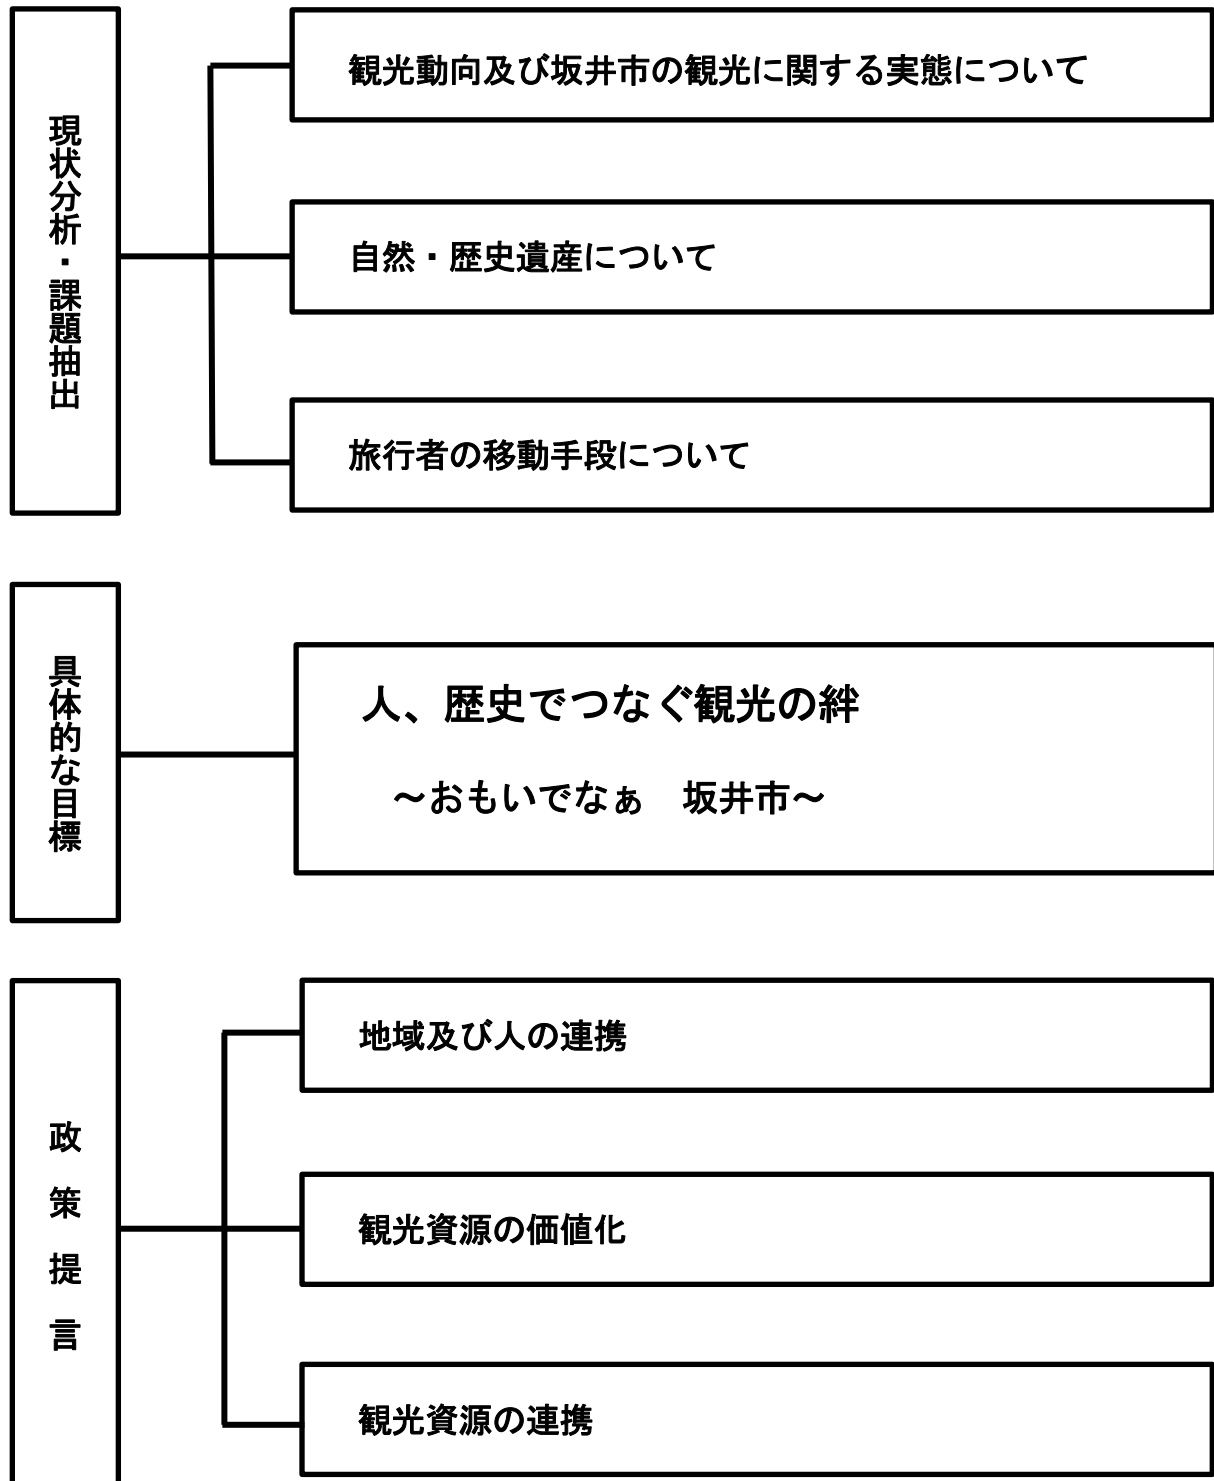 現状分析・課題抽出
観光動向及び坂井市の観光に関する実態について
自然・歴史遺産について
旅行者の移動手段について
具体的な目標
人、歴史でつなぐ観光の絆
～おもいでなぁ　坂井市～
政策提言
地域及び人の連携
観光資源の価値化
観光資源の連携